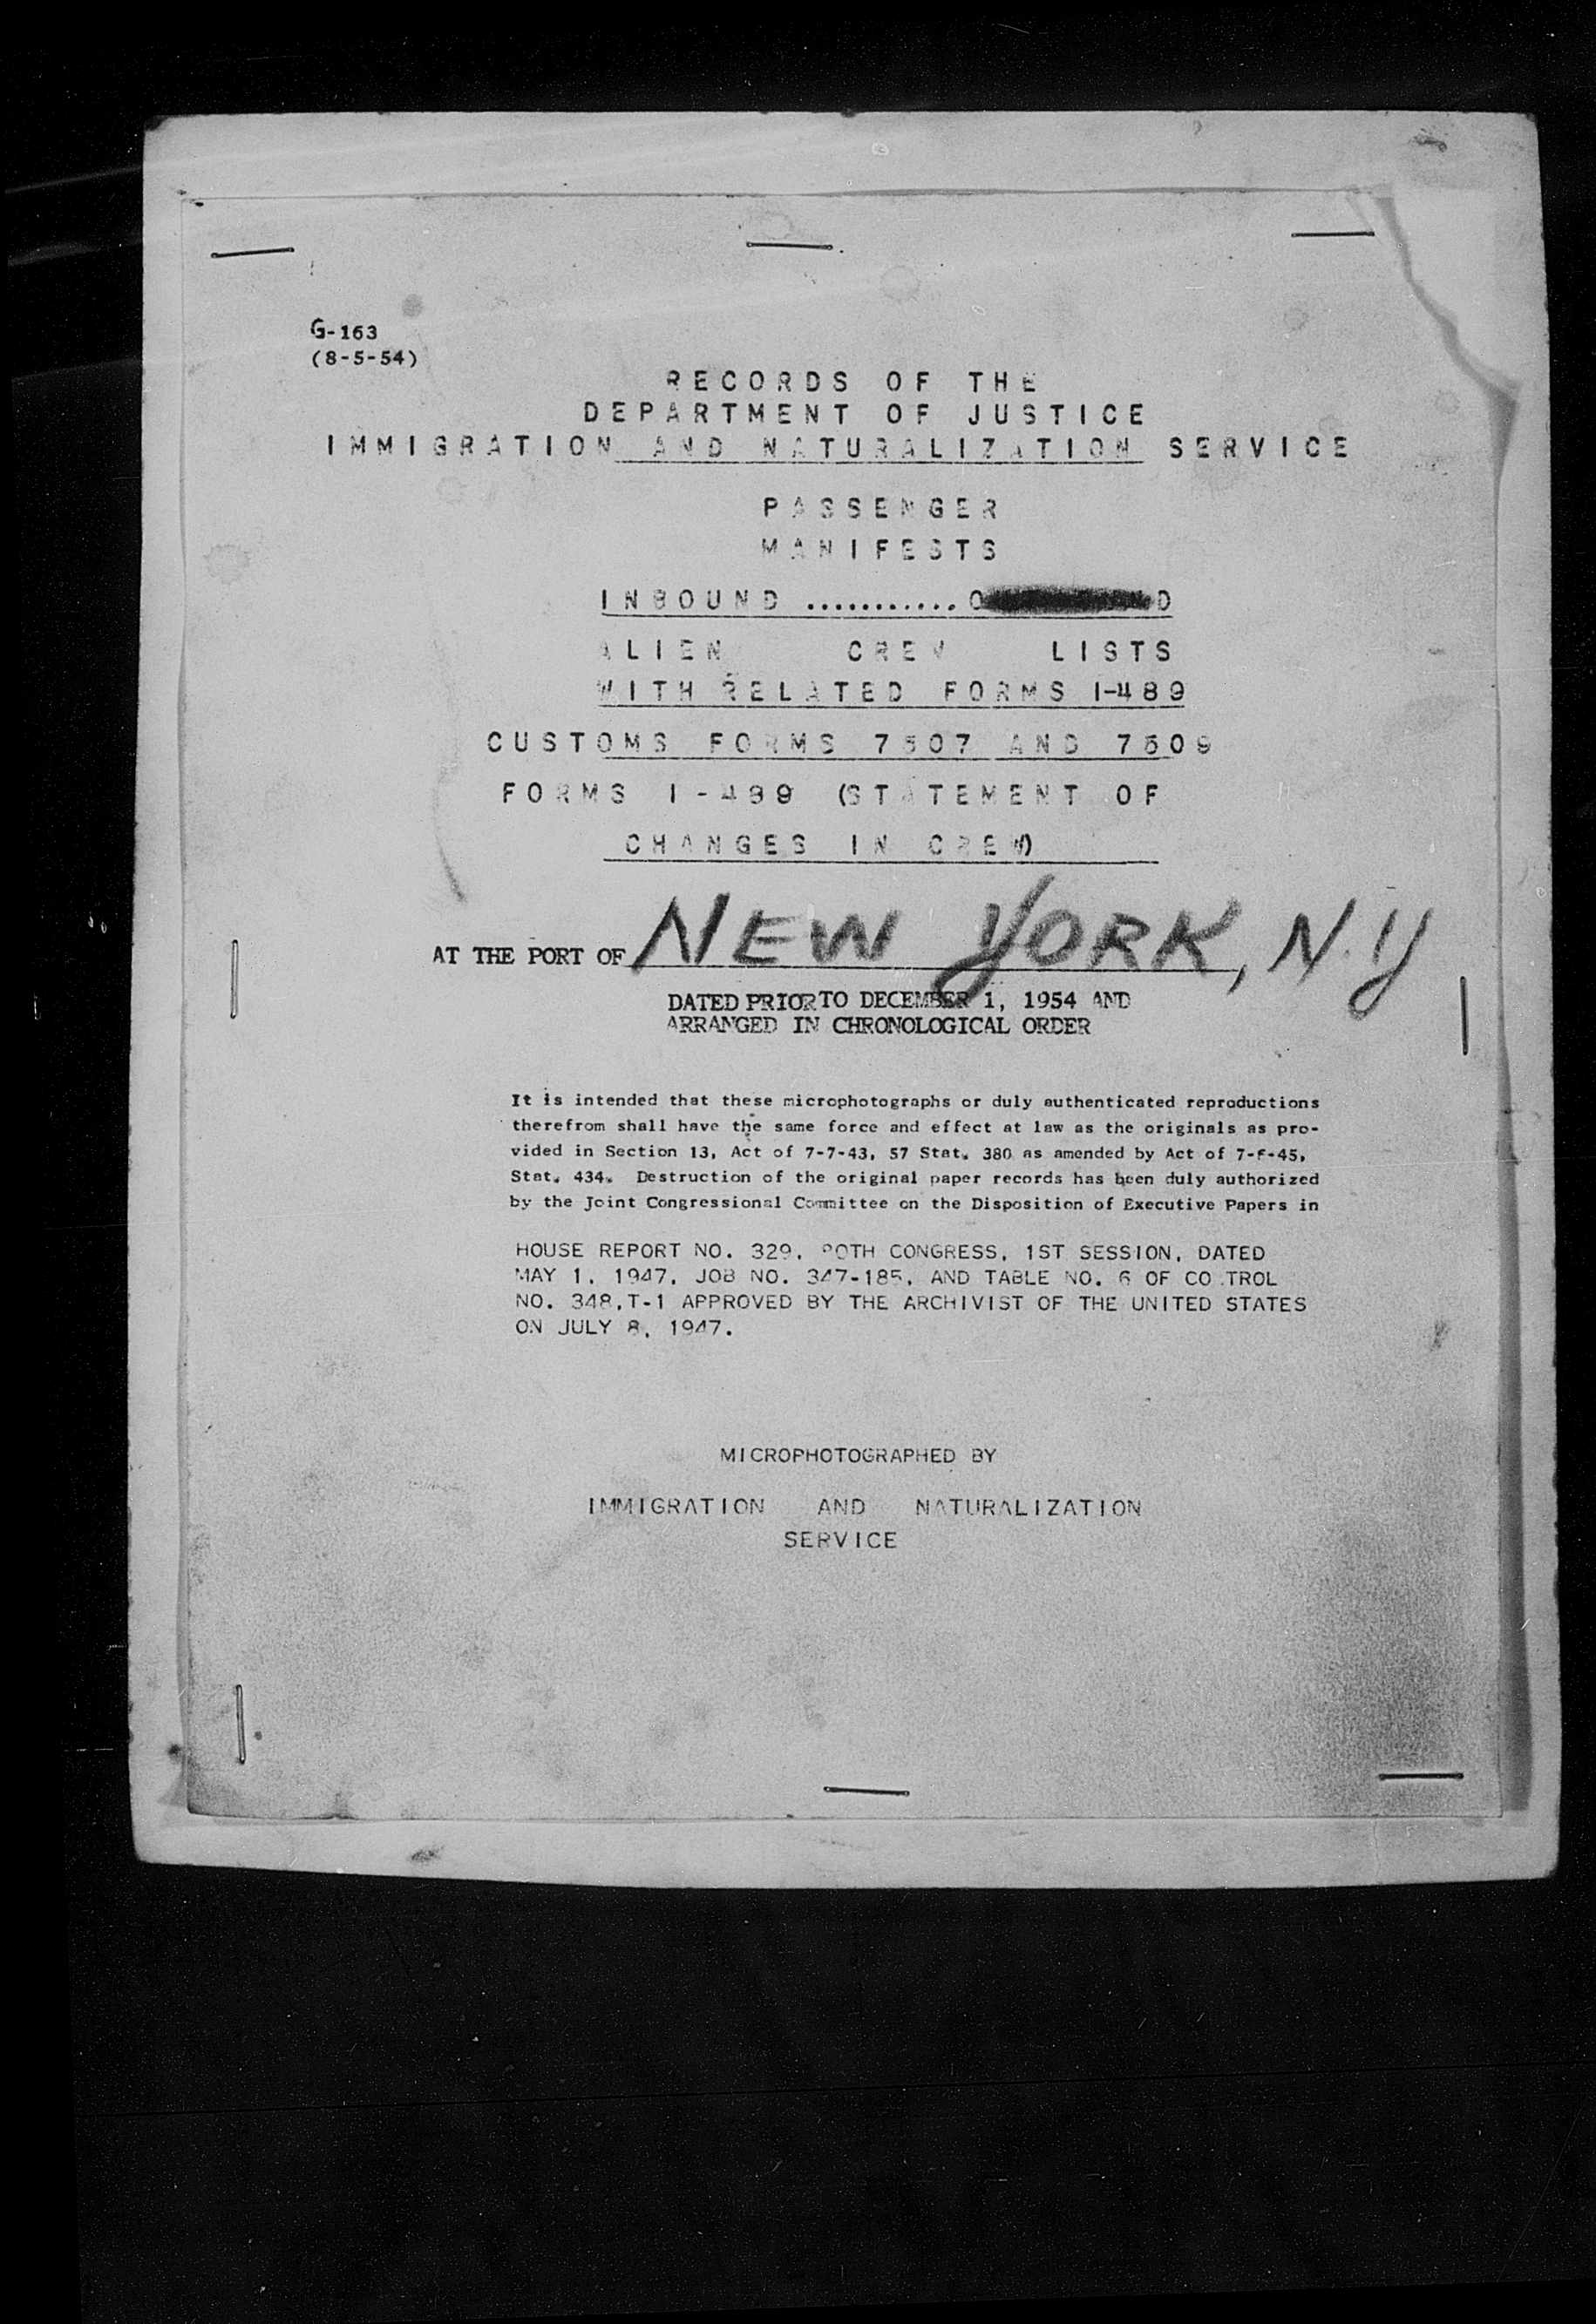 G-163
(8-5-54)
RECORDS OF THE
DEPARTMENT OF JUSTICE
IMMIGRATION AND NATURALIZATION SERVICE
PASSENGER
MANIFESTS
INBOUND ...........
ALIEN CREW LISTS
WITH RELATED FORMS I-489
CUSTOMS FORMS 7507 AND 7509
FORMS I-489 (STATEMENT OF
CHANGES IN CREW)
AT THE PORT OF NEW YORK, N.Y
DATED PRIOR TO DECEMBER 1, 1954 AND
ARRANGED IN CHRONOLOGICAL ORDER
It is intended that these microphotographs or duly authenticated reproductions
therefrom shall have the same force and effect at law as the originals as pro-
vided in Section 13, Act of 7-7-43, 57 Stat. 380 as amended by Act of
Stat. 434. Destruction of the original paper records has been duly authorized
by the Joint Congressional Committee on the Disposition of Executive Papers in
HOUSE REPORT NO. 329, 80TH CONGRESS, 1ST SESSION, DATED
MAY 1, 1947, JOB NO. 347-185, AND TABLE NO. 6 OF CO TROL
NO. 348,T-1 APPROVED BY THE ARCHIVIST OF THE UNITED STATES
ON JULY 8, 1947.
MICROPHOTOGRAPHED BY
IMMIGRATION AND NATURALIZATION
SERVICE